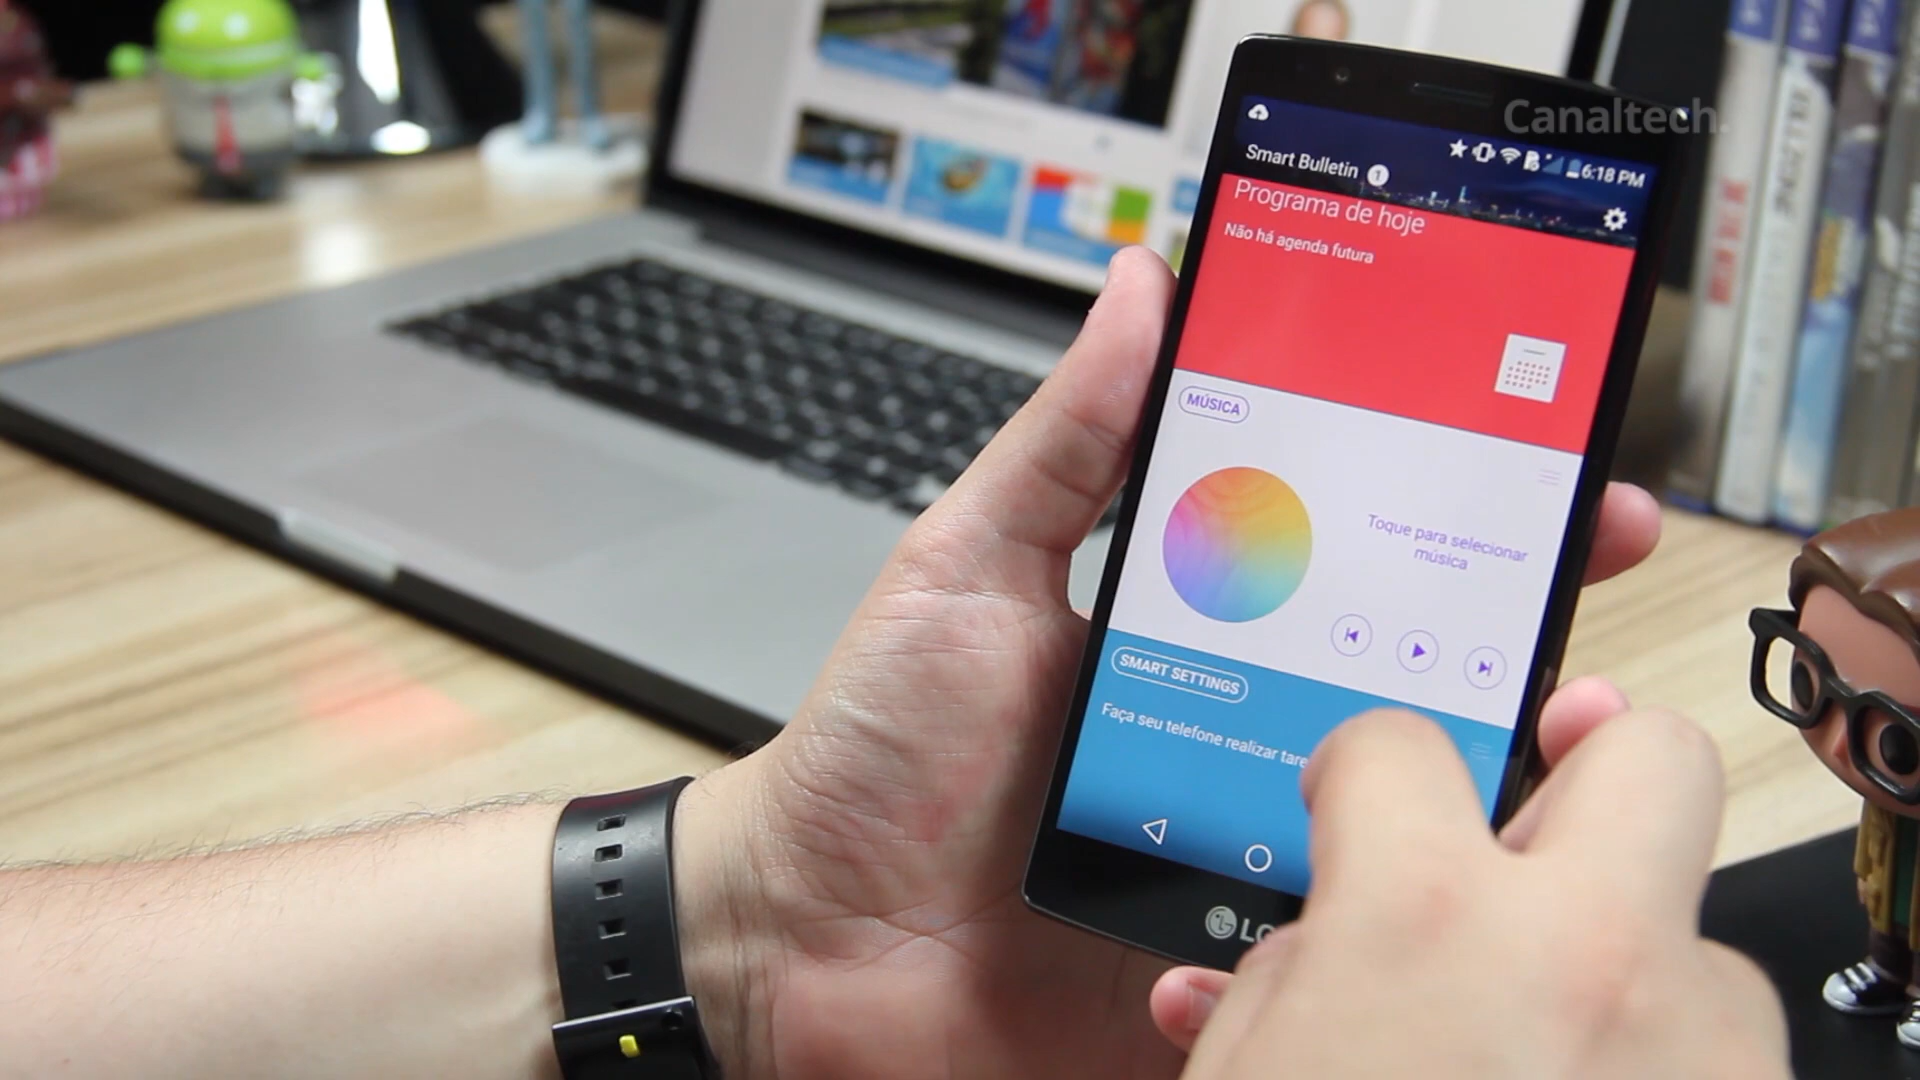 Canaltech.
6:18 PM
Smart Bulletin 1
Programa de hoje
Não há agenda futura
MÚSICA
Toque para selecionar
música
SMART SETTINGS
Faça seu telefone realizar tare
LG